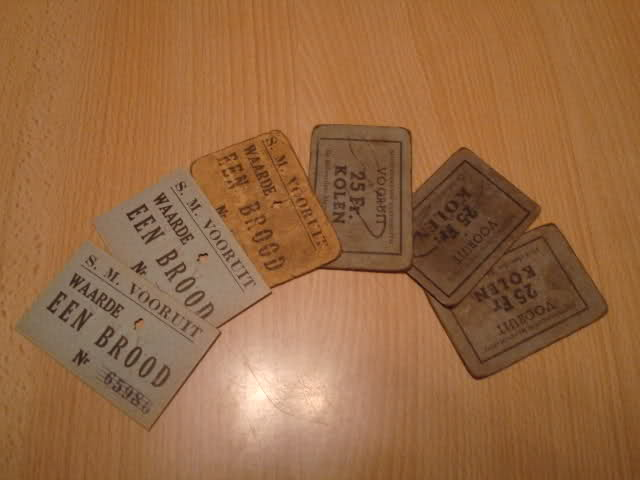 S. M. VOORUIT
WAARDE
EEN BROOD
Nr 65986
S. M. VOORUIT
WAARDE
EEN BROOD
Nr
S. M. VOORUIT
WAARDE
EEN BROOD
Nr
VOORUIT
25 Fr.
KOLEN
VOORUIT
25 Fr.
KOLEN
VOORUIT
25 Fr
KOLEN